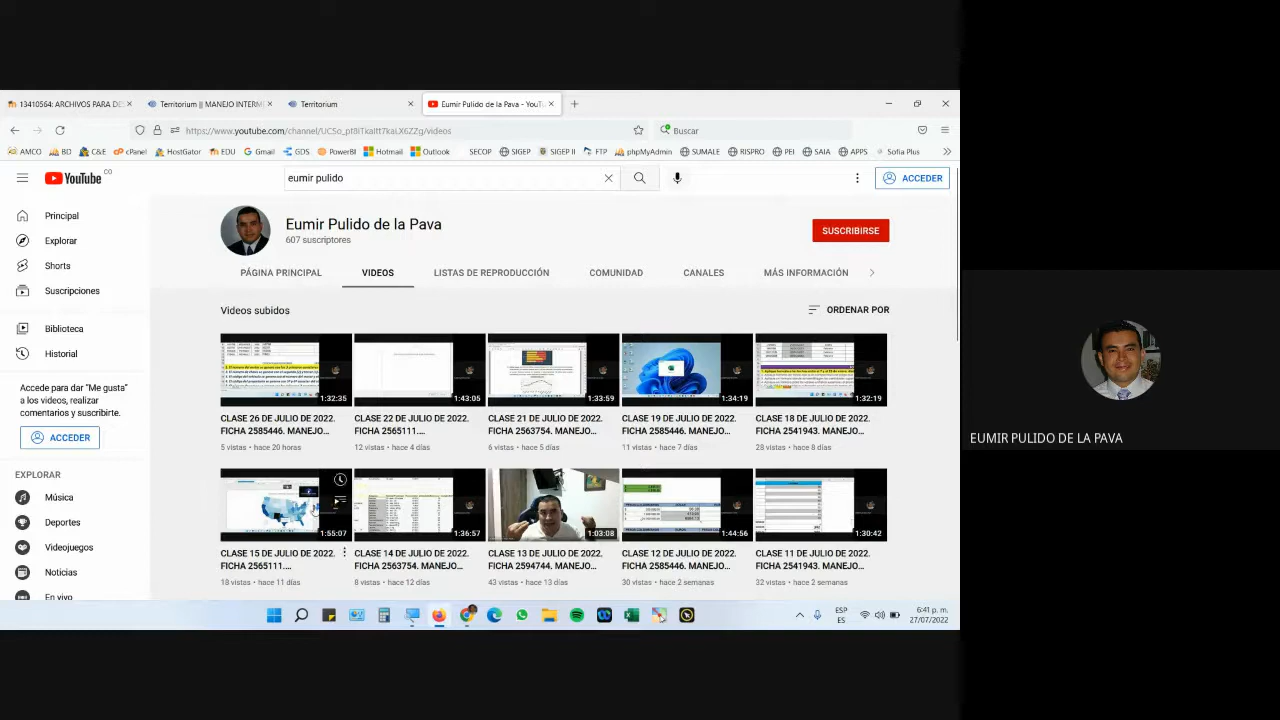 13410564: ARCHIVOS PARA DES
Territorium || MANEJO INTERMI
Territorium
Eumir Pulido de la Pava - YouTu
https://www.youtube.com/channel/
/videos
Buscar
AMCO
BD
C&E
cPanel
HostGator
EDU
Gmail
GDS
PowerBI
Hotmail
Outlook
SECOP
SIGEP
SIGEP II
FTP
phpMyAdmin
SUMALE
RISPRO
PEI
SAIA
APPS
Sofia Plus
YouTube CO
eumir pulido
ACCEDER
Principal
Explorar
Shorts
Suscripciones
Biblioteca
Historial
Accede para dar "Me gusta"
a los videos, realizar
comentarios y suscribirte.
ACCEDER
EXPLORAR
Música
Deportes
Videojuegos
Noticias
En vivo
Eumir Pulido de la Pava
607 suscriptores
SUSCRIBIRSE
PÁGINA PRINCIPAL
VIDEOS
LISTAS DE REPRODUCCIÓN
COMUNIDAD
CANALES
MÁS INFORMACIÓN
Videos subidos
ORDENAR POR
1:32:35
1:43:05
1:33:59
1:34:19
1:32:19
CLASE 26 DE JULIO DE 2022.
FICHA 2585446. MANEJO...
5 vistas • hace 20 horas
CLASE 22 DE JULIO DE 2022.
FICHA 2565111....
12 vistas • hace 4 días
CLASE 21 DE JULIO DE 2022.
FICHA 2563754. MANEJO...
6 vistas • hace 5 días
CLASE 19 DE JULIO DE 2022.
FICHA 2585446. MANEJO...
11 vistas • hace 7 días
CLASE 18 DE JULIO DE 2022.
FICHA 2541943. MANEJO...
28 vistas • hace 8 días
1:55:07
1:36:57
1:03:08
1:44:56
1:30:42
CLASE 15 DE JULIO DE 2022.
FICHA 2565111....
18 vistas • hace 11 días
CLASE 14 DE JULIO DE 2022.
FICHA 2563754. MANEJO...
8 vistas • hace 12 días
CLASE 13 DE JULIO DE 2022.
FICHA 2594744. MANEJO...
43 vistas • hace 13 días
CLASE 12 DE JULIO DE 2022.
FICHA 2585446. MANEJO...
30 vistas • hace 2 semanas
CLASE 11 DE JULIO DE 2022.
FICHA 2541943. MANEJO...
32 vistas • hace 2 semanas
ESP
ES
6:41 p. m.
27/07/2022
EUMIR PULIDO DE LA PAVA